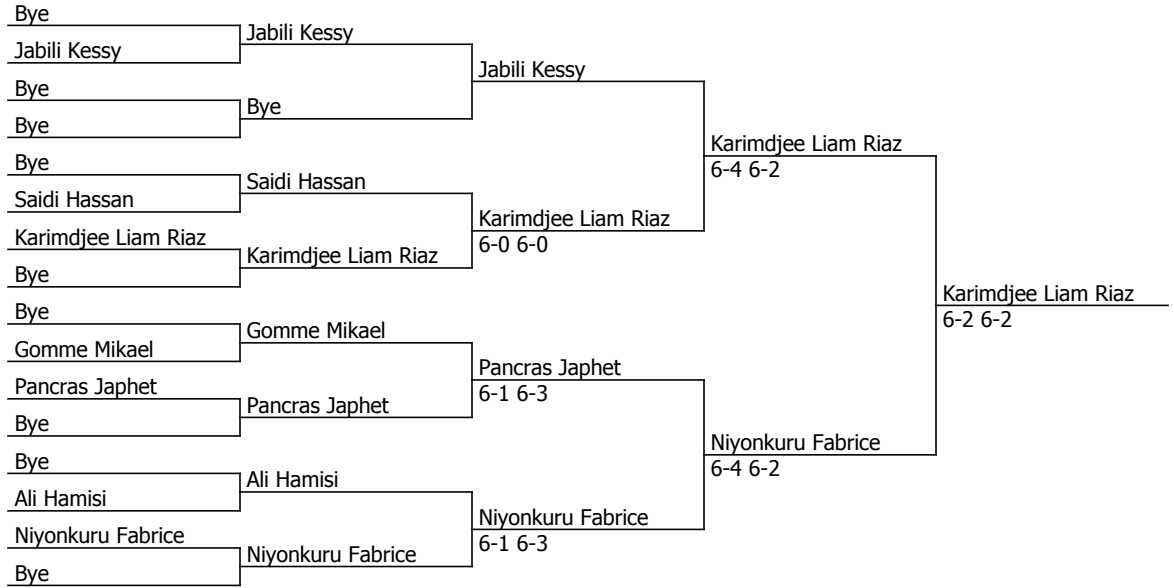 Bye
Jabili Kessy
Bye
Bye
Bye
Saidi Hassan
Karimdjee Liam Riaz
Bye
Bye
Gomme Mikael
Pancras Japhet
Bye
Bye
Ali Hamisi
Niyonkuru Fabrice
Bye
Jabili Kessy
Bye
Saidi Hassan
Karimdjee Liam Riaz
Gomme Mikael
Pancras Japhet
Ali Hamisi
Niyonkuru Fabrice
Jabili Kessy
Karimdjee Liam Riaz
6-0 6-0
Pancras Japhet
6-1 6-3
Niyonkuru Fabrice
6-1 6-3
Karimdjee Liam Riaz
6-4 6-2
Niyonkuru Fabrice
6-4 6-2
Karimdjee Liam Riaz
6-2 6-2